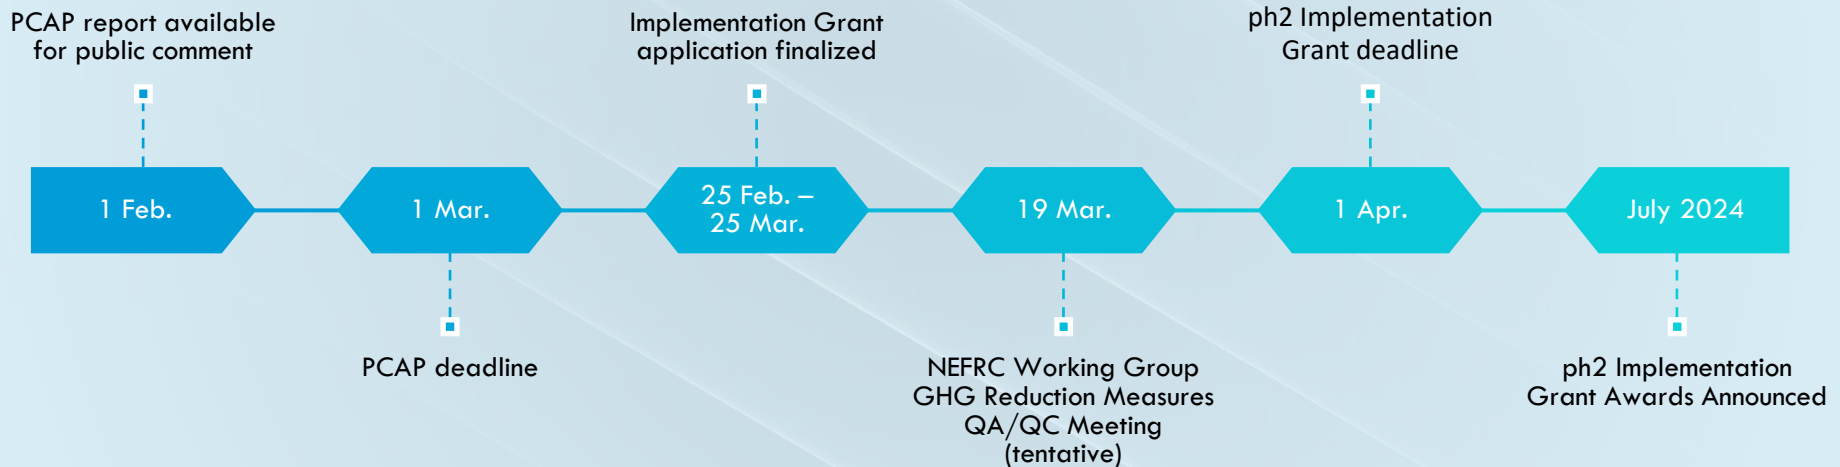 PCAP report available
for public comment
Implementation Grant
application finalized
ph2 Implementation
Grant deadline
1 Feb.
1 Mar.
25 Feb. –
25 Mar.
19 Mar.
1 Apr.
July 2024
PCAP deadline
NEFRC Working Group
GHG Reduction Measures
QA/QC Meeting
(tentative)
ph2 Implementation
Grant Awards Announced